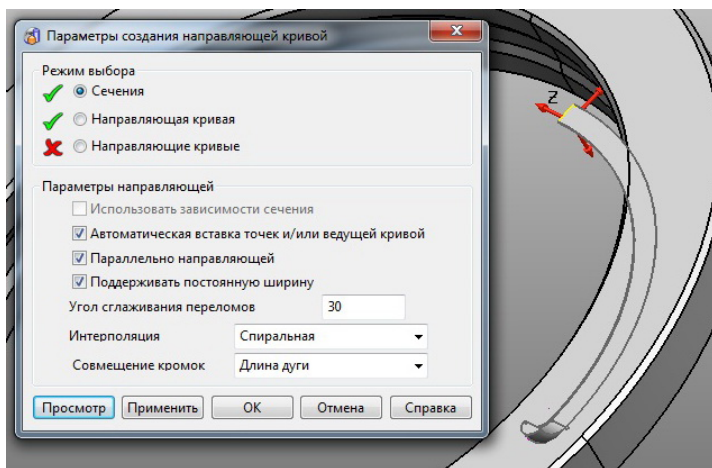 Параметры создания направляющей кривой
Режим выбора
Сечения
Направляющая кривая
Направляющие кривые
Параметры направляющей
Использовать зависимости сечения
Автоматическая вставка точек и/или ведущей кривой
Параллельно направляющей
Поддерживать постоянную ширину
Угол сглаживания переломов 30
Интерполяция Спиральная
Совмещение кромок Длина дуги
Просмотр Применить OK Отмена Справка
Z